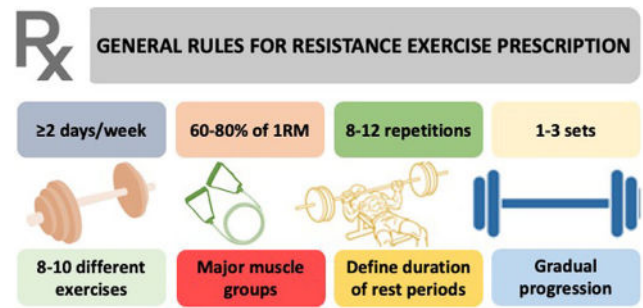 Rx
GENERAL RULES FOR RESISTANCE EXERCISE PRESCRIPTION
≥2 days/week
60-80% of 1RM
8-12 repetitions
1-3 sets
8-10 different
exercises
Major muscle
groups
Define duration
of rest periods
Gradual
progression